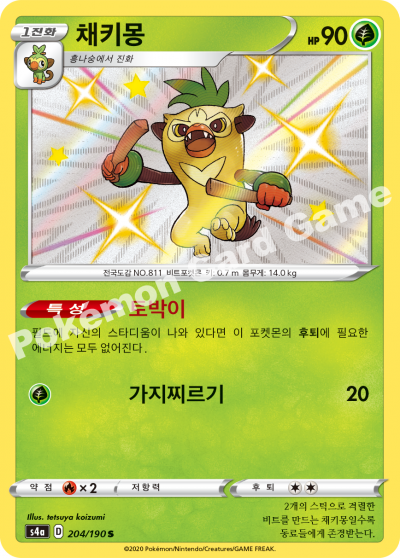 1진화 채키몽 HP 90
흥나숭에서 진화
전국도감 NO.811 비트포켓몬 키: 0.7 m 몸무게: 14.0 kg
특성 토박이
필드에 자신의 스타디움이 나와 있다면 이 포켓몬의 후퇴에 필요한
에너지는 모두 없어진다.
가지찌르기 20
약점 ×2 저항력 후퇴
Illus. tetsuya koizumi
s4a D 204/190 S
2개의 스틱으로 격렬한
비트를 만드는 채키몽일수록
동료들에게 존경받는다.
©2020 Pokémon/Nintendo/Creatures/GAME FREAK.
Pokemon Card Game